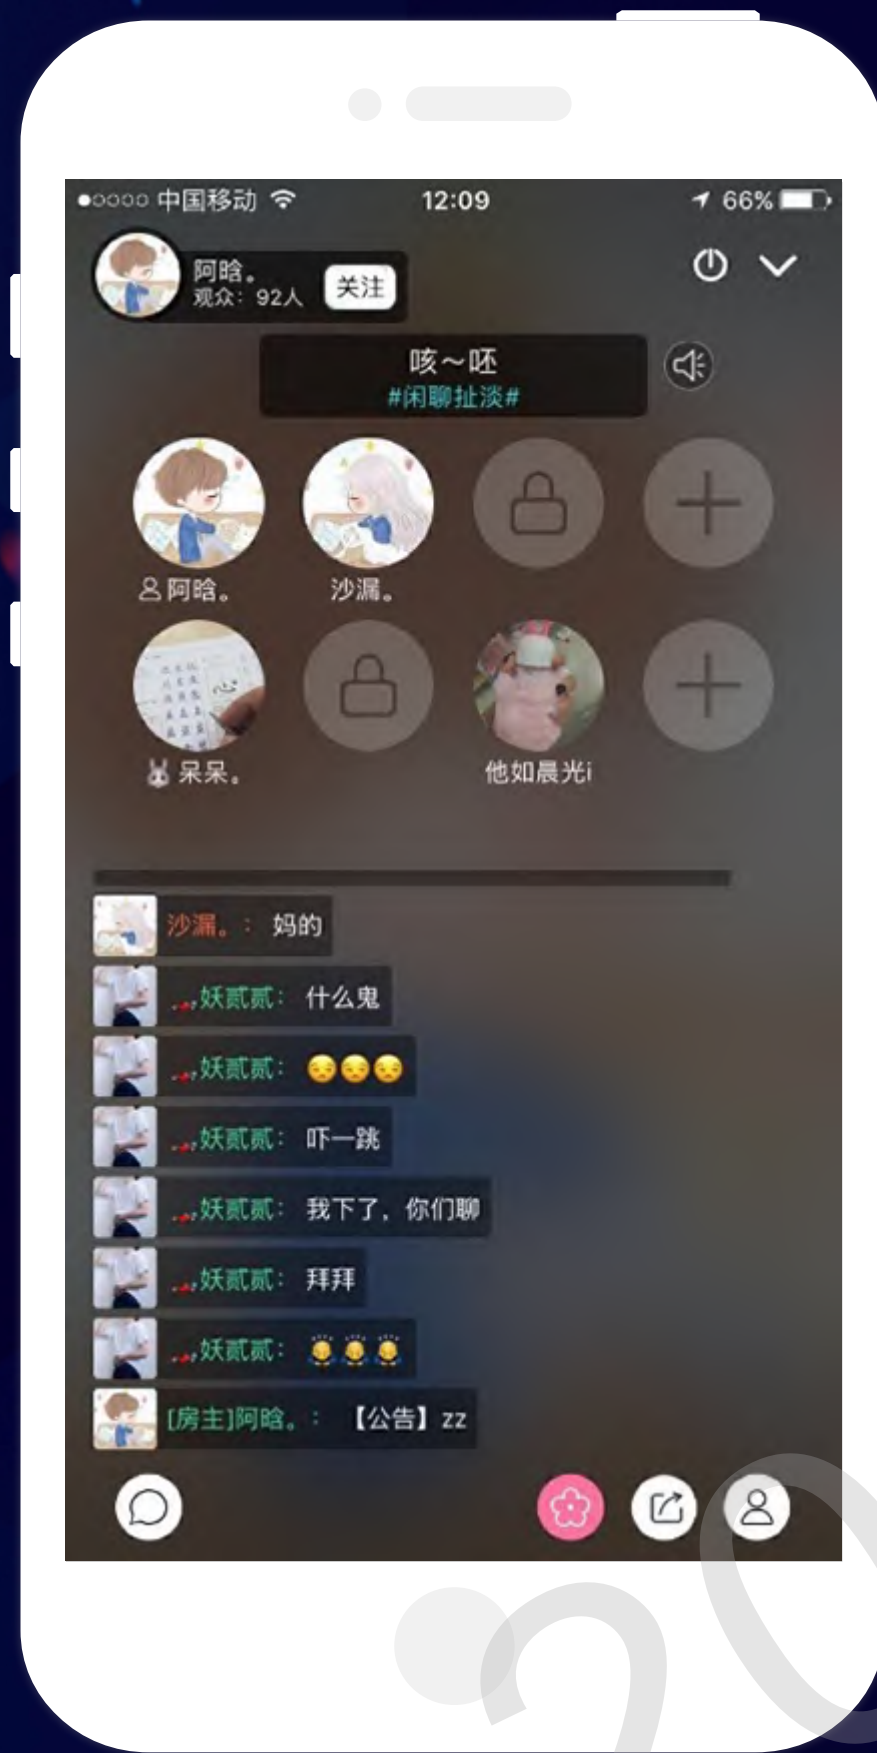 中国移动 12:09 66%
阿晗。
观众：92人
关注
咳～呸
#闲聊扯淡#
阿晗。 沙漏。
呆呆。 他如晨光i
沙漏。： 妈的
妖贰贰： 什么鬼
妖贰贰： 😒😒😒
妖贰贰： 吓一跳
妖贰贰： 我下了，你们聊
妖贰贰： 拜拜
妖贰贰： 🙇🙇🙇
[房主]阿晗。： 【公告】zz
20